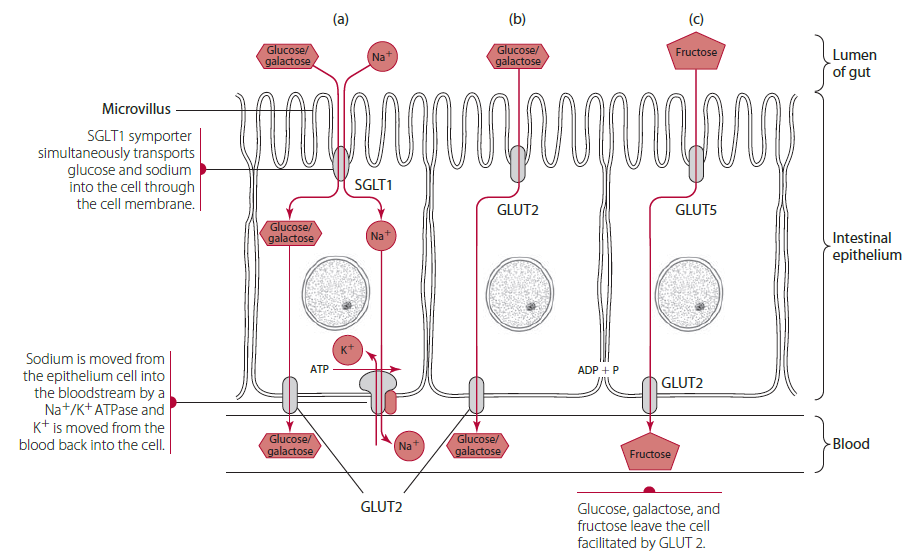 (a)
(b)
(c)
Glucose/
galactose
Na+
Glucose/
galactose
Fructose
Lumen
of gut
Microvillus
SGLT1 symporter
simultaneously transports
glucose and sodium
into the cell through
the cell membrane.
SGLT1
GLUT2
GLUT5
Glucose/
galactose
Na+
Intestinal
epithelium
K+
ATP
ADP + P
GLUT2
Sodium is moved from
the epithelium cell into
the bloodstream by a
Na+/K+ ATPase and
K+ is moved from the
blood back into the cell.
Glucose/
galactose
Na+
Glucose/
galactose
Fructose
Blood
GLUT2
Glucose, galactose, and
fructose leave the cell
facilitated by GLUT 2.